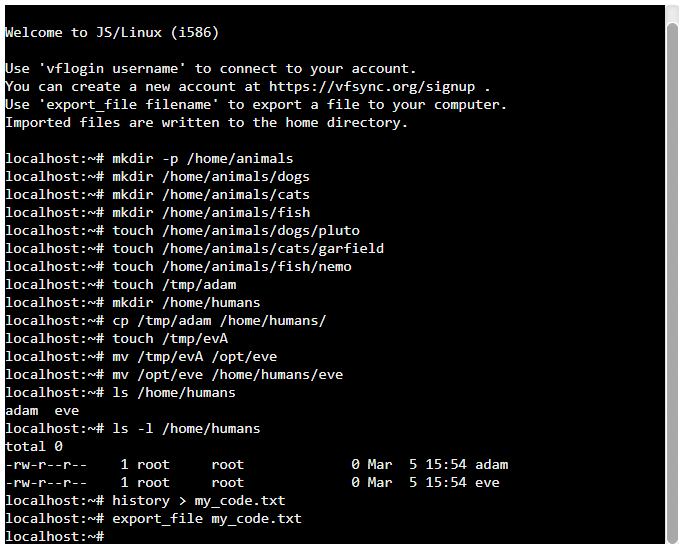 Welcome to JS/Linux (i586)
Use 'vflogin username' to connect to your account.
You can create a new account at https://vfsync.org/signup .
Use 'export_file filename' to export a file to your computer.
Imported files are written to the home directory.
localhost:~# mkdir -p /home/animals
localhost:~# mkdir /home/animals/dogs
localhost:~# mkdir /home/animals/cats
localhost:~# mkdir /home/animals/fish
localhost:~# touch /home/animals/dogs/pluto
localhost:~# touch /home/animals/cats/garfield
localhost:~# touch /home/animals/fish/nemo
localhost:~# touch /tmp/adam
localhost:~# mkdir /home/humans
localhost:~# cp /tmp/adam /home/humans/
localhost:~# touch /tmp/evA
localhost:~# mv /tmp/evA /opt/eve
localhost:~# mv /opt/eve /home/humans/eve
localhost:~# ls /home/humans
adam  eve
localhost:~# ls -l /home/humans
total 0
-rw-r--r--    1 root     root             0 Mar  5 15:54 adam
-rw-r--r--    1 root     root             0 Mar  5 15:54 eve
localhost:~# history > my_code.txt
localhost:~# export_file my_code.txt
localhost:~#